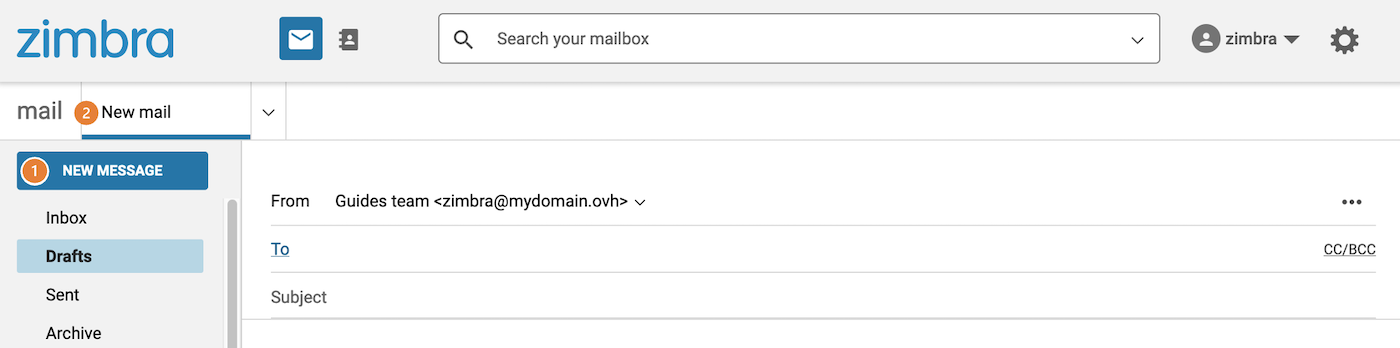 zimbra
Search your mailbox
zimbra
mail
2 New mail
1 NEW MESSAGE
Inbox
Drafts
Sent
Archive
From Guides team <zimbra@mydomain.ovh>
To CC/BCC
Subject